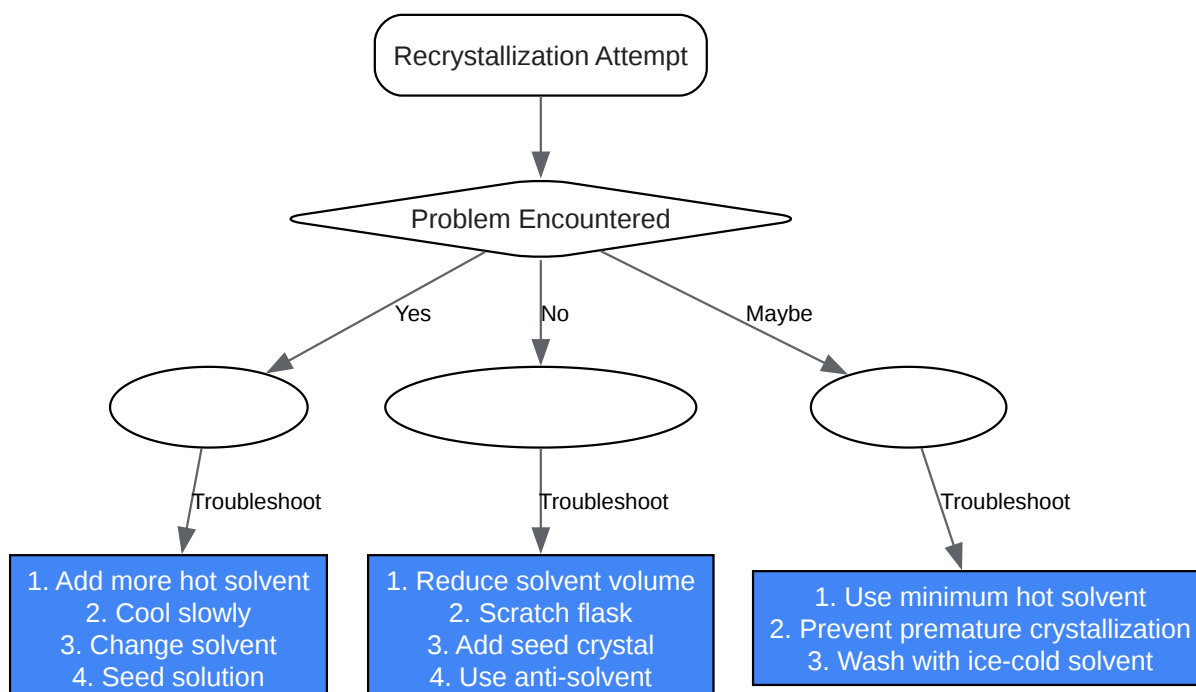 Recrystallization Attempt
Problem Encountered
Yes
No
Maybe
Troubleshoot
Troubleshoot
Troubleshoot
1. Add more hot solvent
2. Cool slowly
3. Change solvent
4. Seed solution
1. Reduce solvent volume
2. Scratch flask
3. Add seed crystal
4. Use anti-solvent
1. Use minimum hot solvent
2. Prevent premature crystallization
3. Wash with ice-cold solvent